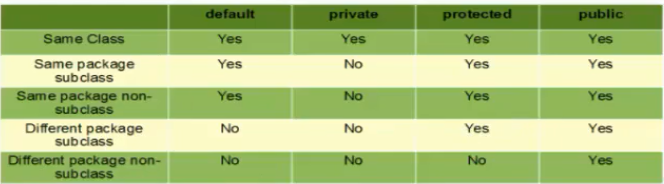 default private protected public
Same Class Yes Yes Yes Yes
Same package
subclass Yes No Yes Yes
Same package non-
subclass Yes No Yes Yes
Different package
subclass No No Yes Yes
Different package non-
subclass No No No Yes